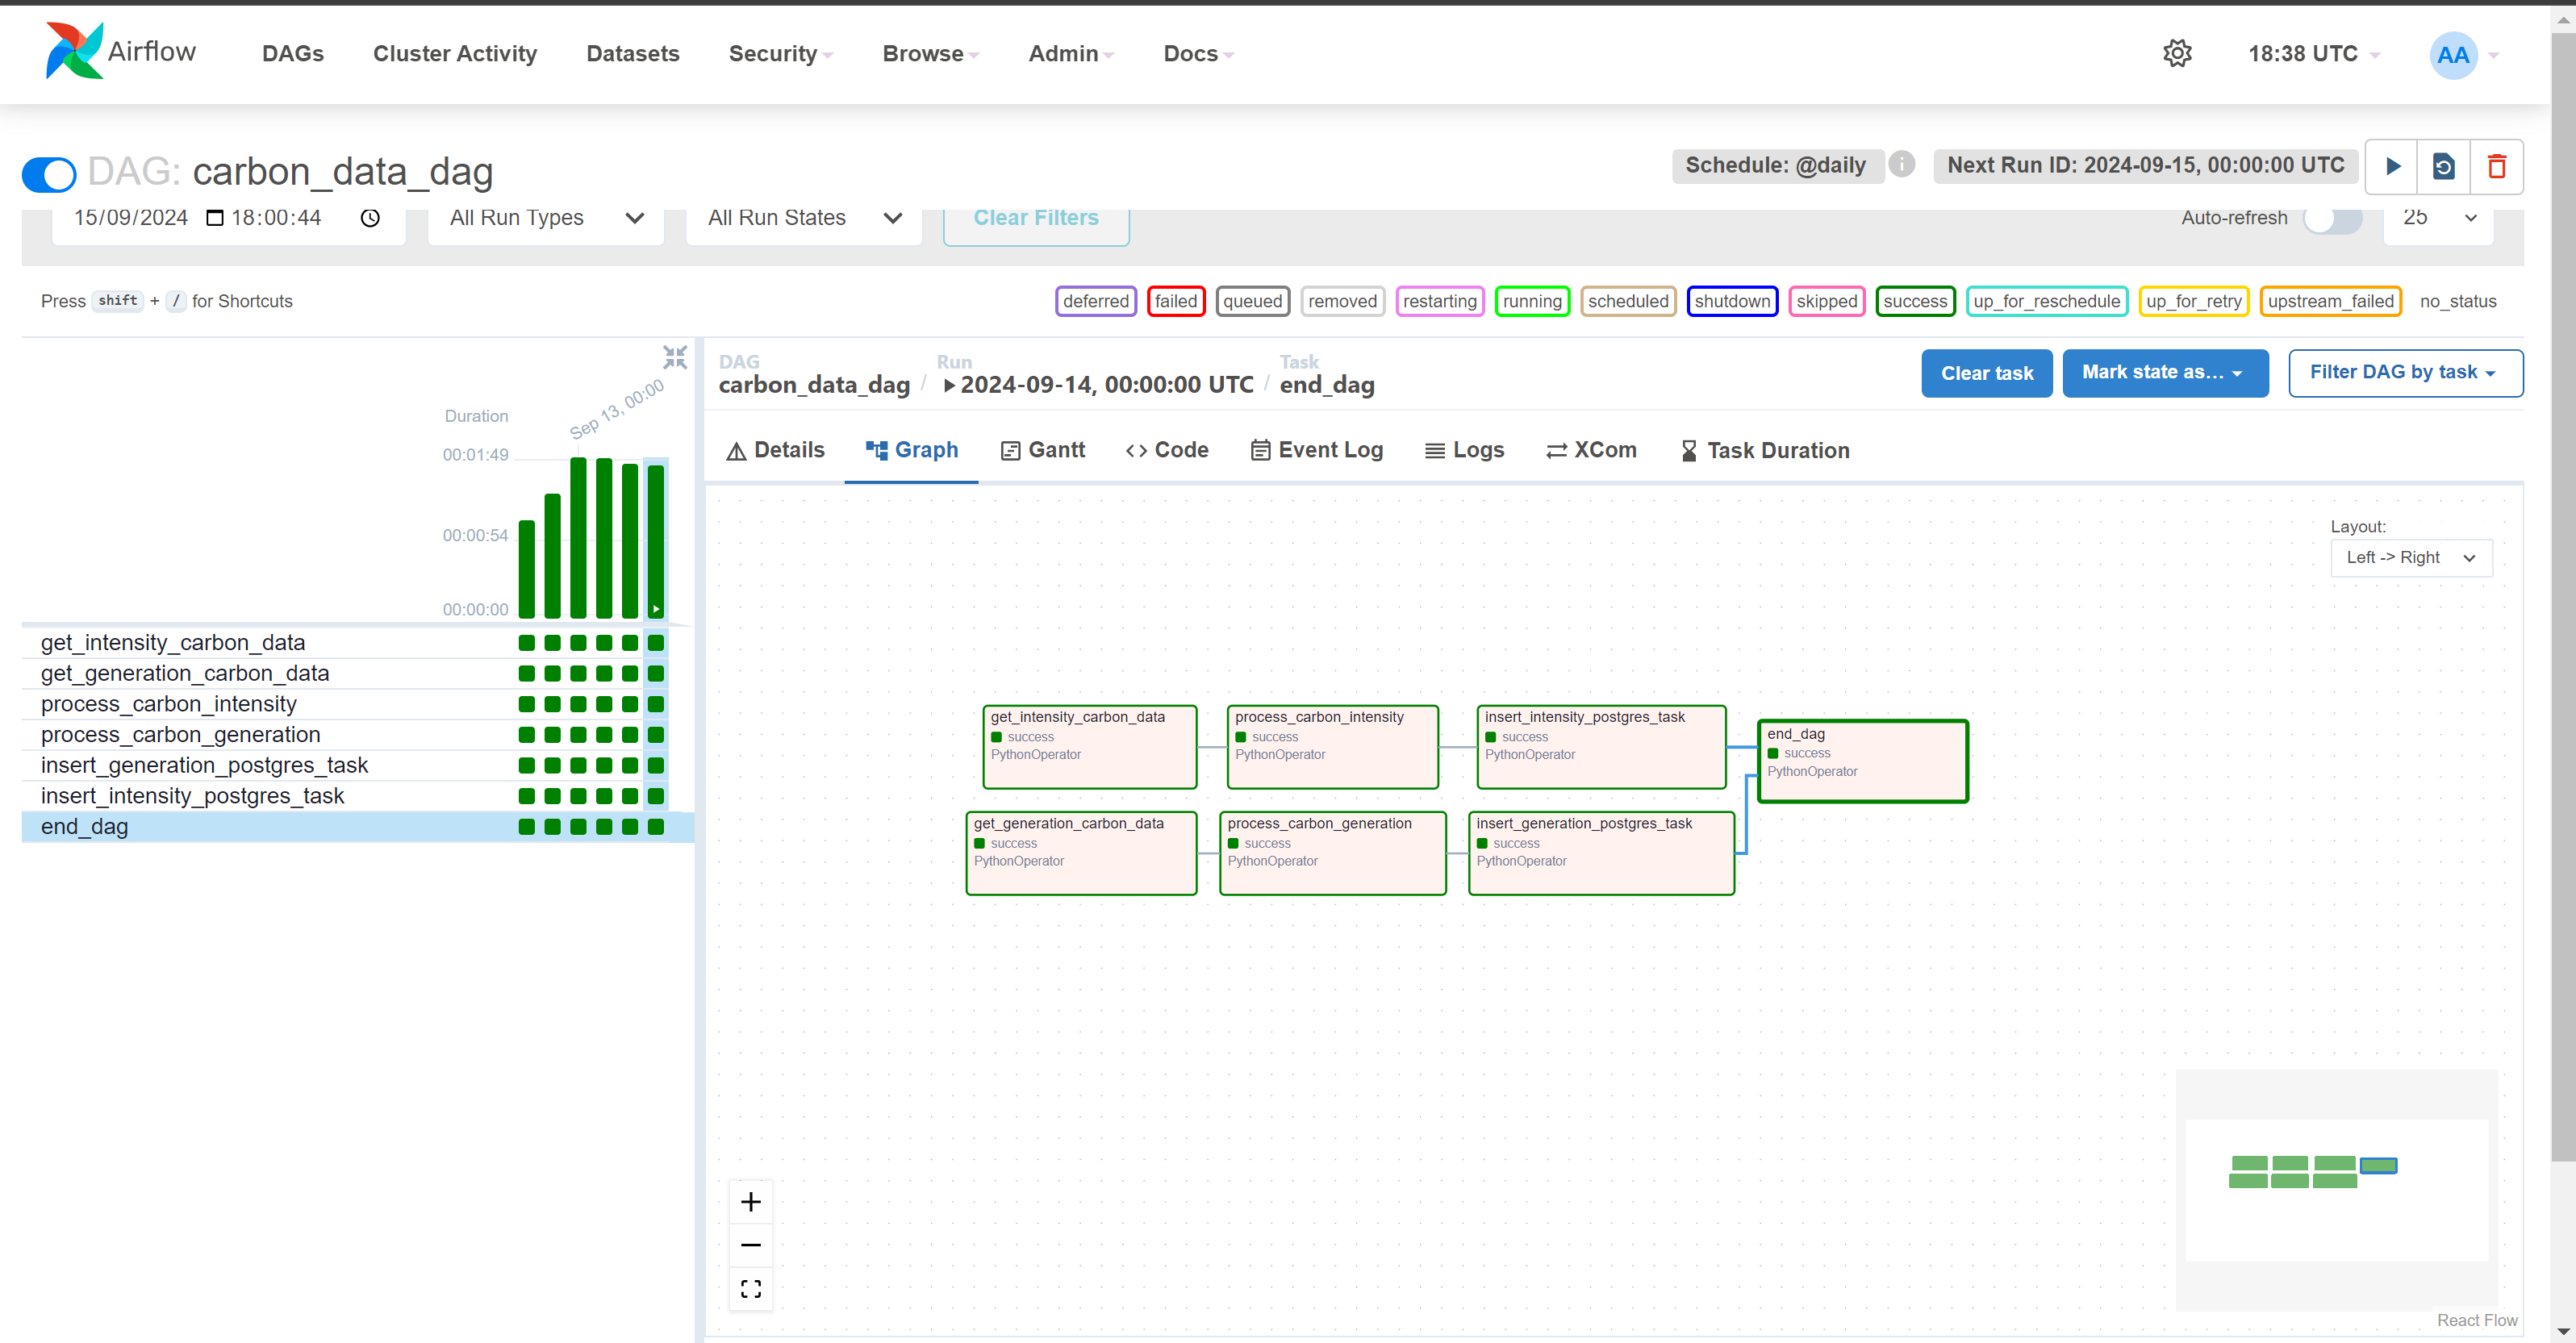 Airflow DAGs Cluster Activity Datasets Security Browse Admin Docs 18:38 UTC AA
DAG: carbon_data_dag Schedule: @daily i Next Run ID: 2024-09-15, 00:00:00 UTC
15/09/2024 18:00:44 All Run Types All Run States Clear Filters Auto-refresh 25
Press shift + / for Shortcuts deferred failed queued removed restarting running scheduled shutdown skipped success up_for_reschedule up_for_retry upstream_failed no_status
DAG Run Task
carbon_data_dag / 2024-09-14, 00:00:00 UTC / end_dag
Clear task Mark state as... Filter DAG by task
Details Graph Gantt Code Event Log Logs XCom Task Duration
Sep 13, 00:00
Duration
00:01:49
00:00:54
00:00:00
get_intensity_carbon_data
get_generation_carbon_data
process_carbon_intensity
process_carbon_generation
insert_generation_postgres_task
insert_intensity_postgres_task
end_dag
Layout:
Left -> Right
get_intensity_carbon_data
success
PythonOperator
process_carbon_intensity
success
PythonOperator
insert_intensity_postgres_task
success
PythonOperator
end_dag
success
PythonOperator
get_generation_carbon_data
success
PythonOperator
process_carbon_generation
success
PythonOperator
insert_generation_postgres_task
success
PythonOperator
React Flow